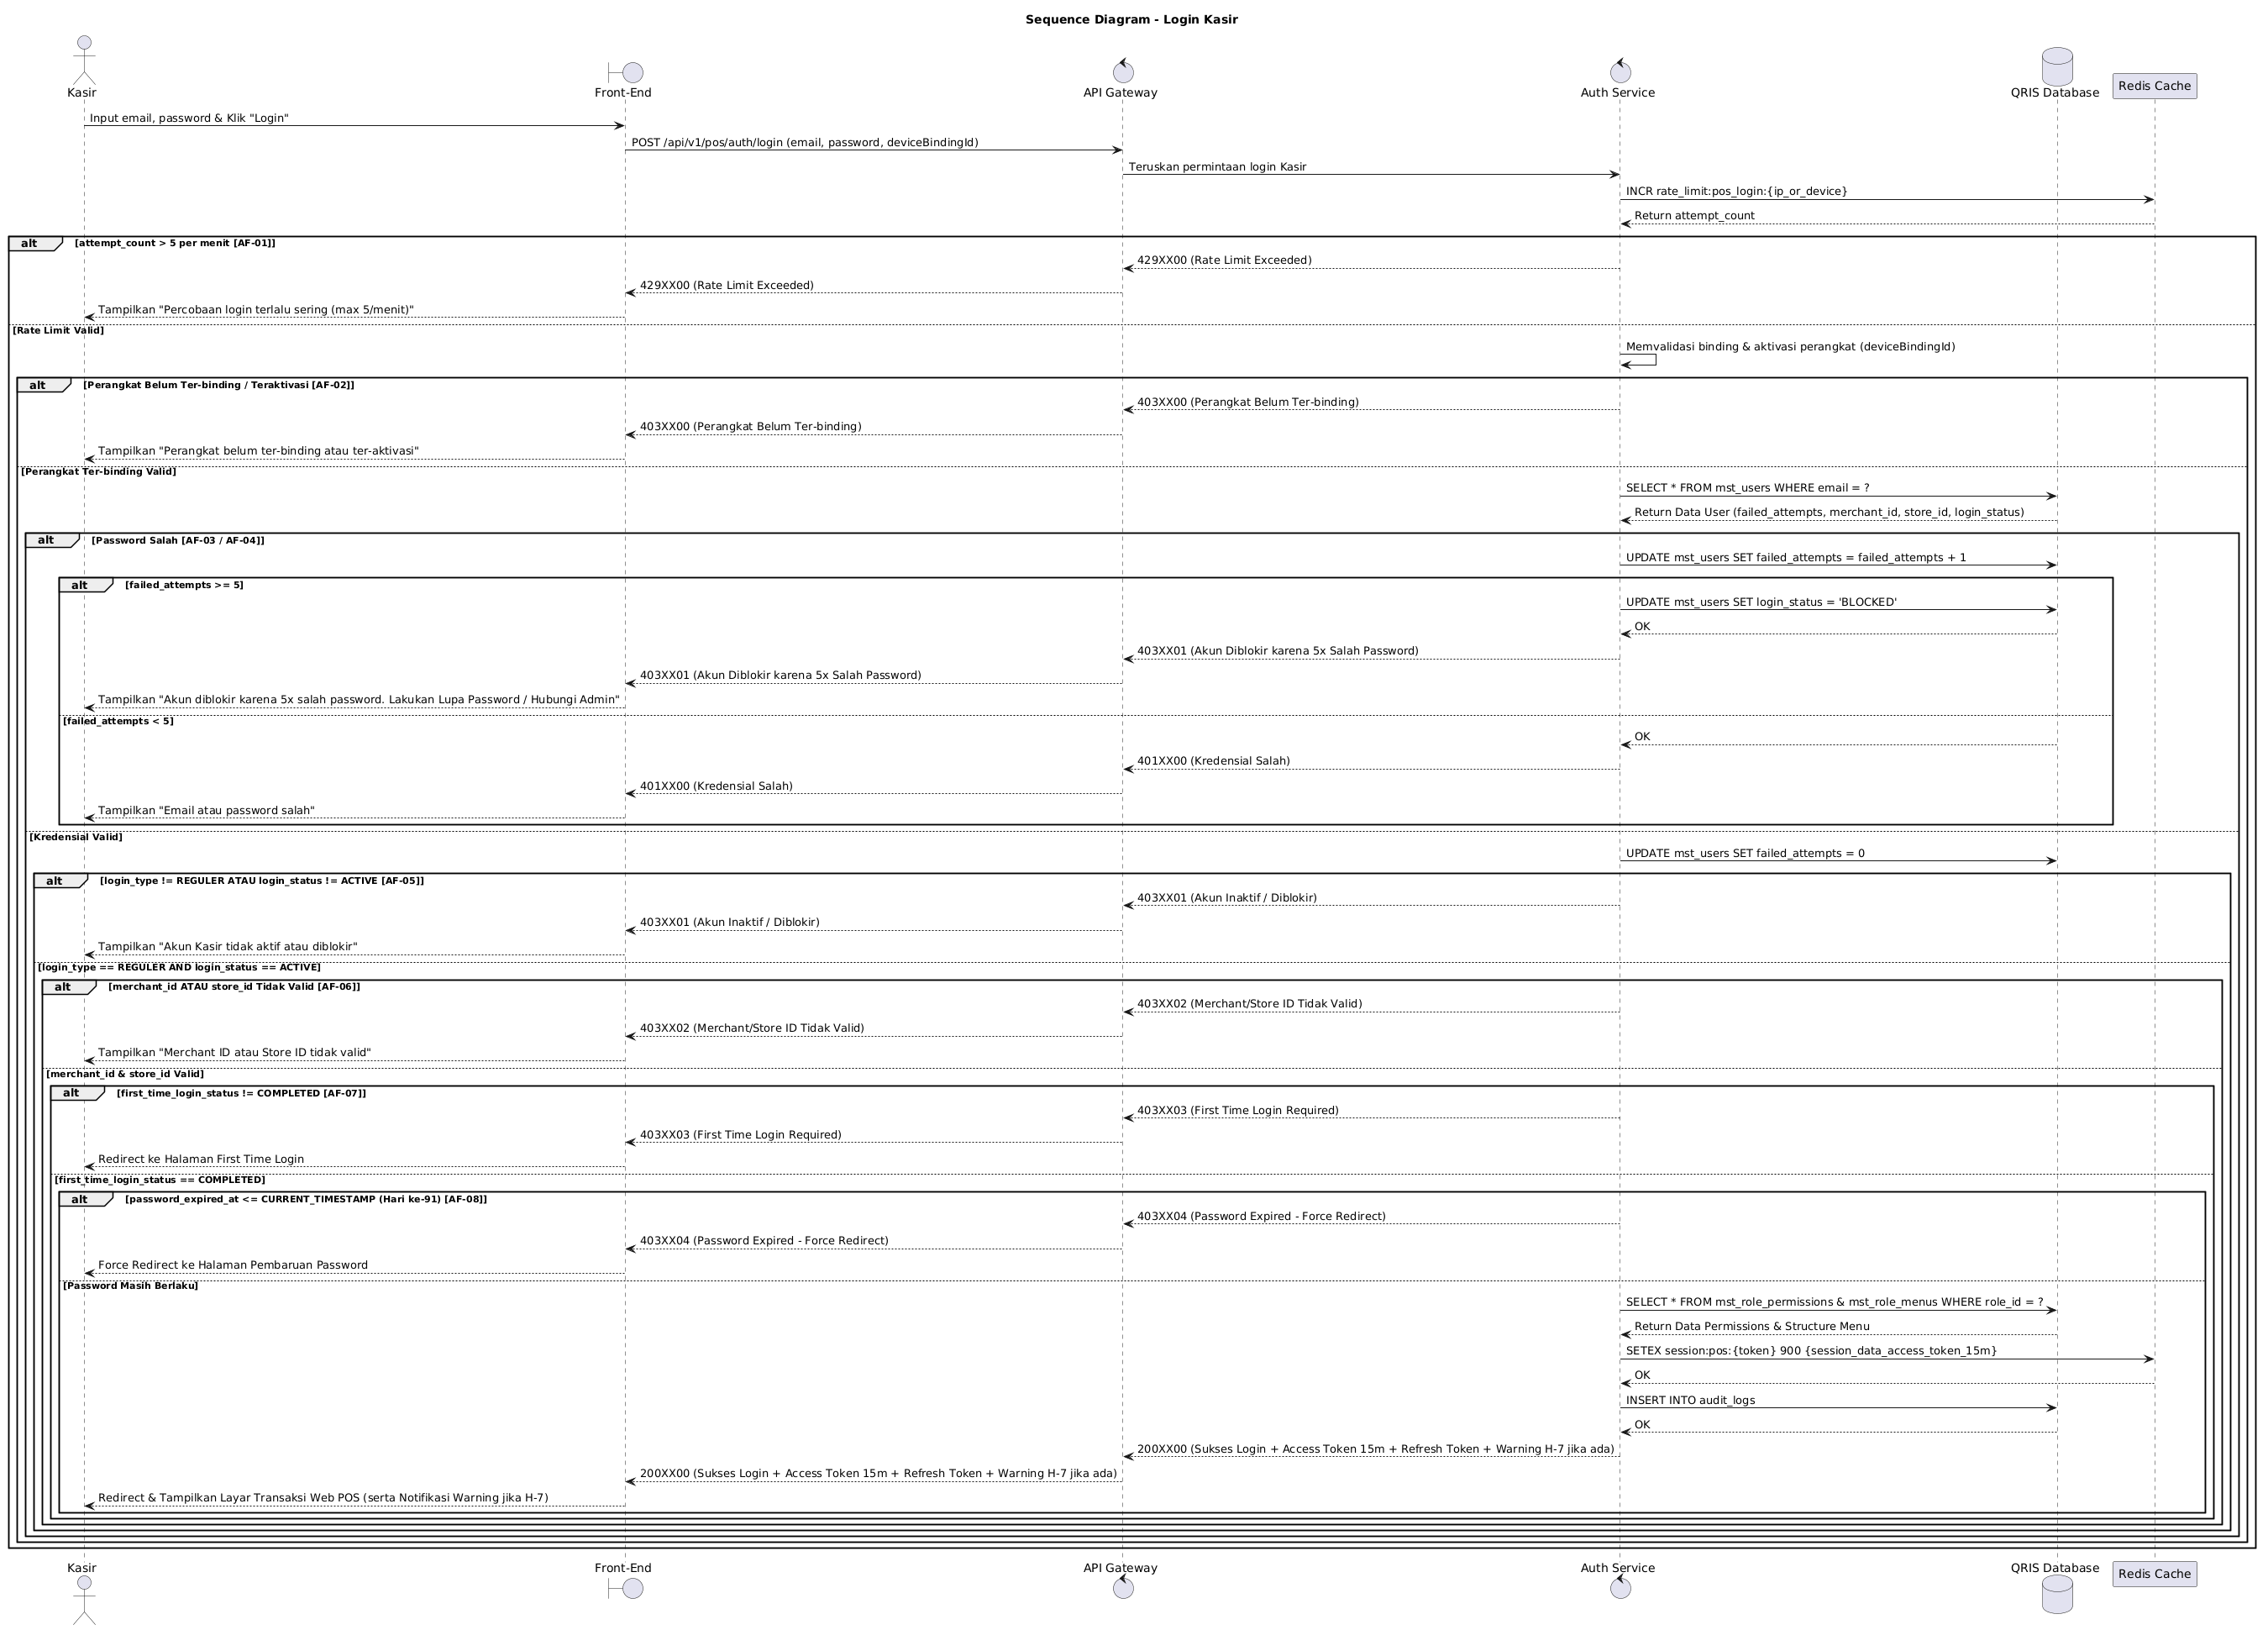 Sequence Diagram - Login Kasir
Kasir
Front-End
API Gateway
Auth Service
QRIS Database
Redis Cache
Input email, password & Klik "Login"
POST /api/v1/pos/auth/login (email, password, deviceBindingId)
Teruskan permintaan login Kasir
INCR rate_limit:pos_login:{ip_or_device}
Return attempt_count
alt [attempt_count > 5 per menit [AF-01]]
429XX00 (Rate Limit Exceeded)
429XX00 (Rate Limit Exceeded)
Tampilkan "Percobaan login terlalu sering (max 5/menit)"
[Rate Limit Valid]
Memvalidasi binding & aktivasi perangkat (deviceBindingId)
alt [Perangkat Belum Ter-binding / Teraktivasi [AF-02]]
403XX00 (Perangkat Belum Ter-binding)
403XX00 (Perangkat Belum Ter-binding)
Tampilkan "Perangkat belum ter-binding atau ter-aktivasi"
[Perangkat Ter-binding Valid]
SELECT * FROM mst_users WHERE email = ?
Return Data User (failed_attempts, merchant_id, store_id, login_status)
alt [Password Salah [AF-03 / AF-04]]
UPDATE mst_users SET failed_attempts = failed_attempts + 1
alt [failed_attempts >= 5]
UPDATE mst_users SET login_status = 'BLOCKED'
OK
403XX01 (Akun Diblokir karena 5x Salah Password)
403XX01 (Akun Diblokir karena 5x Salah Password)
Tampilkan "Akun diblokir karena 5x salah password. Lakukan Lupa Password / Hubungi Admin"
[failed_attempts < 5]
OK
401XX00 (Kredensial Salah)
401XX00 (Kredensial Salah)
Tampilkan "Email atau password salah"
[Kredensial Valid]
UPDATE mst_users SET failed_attempts = 0
alt [login_type != REGULER ATAU login_status != ACTIVE [AF-05]]
403XX01 (Akun Inaktif / Diblokir)
403XX01 (Akun Inaktif / Diblokir)
Tampilkan "Akun Kasir tidak aktif atau diblokir"
[login_type == REGULER AND login_status == ACTIVE]
alt [merchant_id ATAU store_id Tidak Valid [AF-06]]
403XX02 (Merchant/Store ID Tidak Valid)
403XX02 (Merchant/Store ID Tidak Valid)
Tampilkan "Merchant ID atau Store ID tidak valid"
[merchant_id & store_id Valid]
alt [first_time_login_status != COMPLETED [AF-07]]
403XX03 (First Time Login Required)
403XX03 (First Time Login Required)
Redirect ke Halaman First Time Login
[first_time_login_status == COMPLETED]
alt [password_expired_at <= CURRENT_TIMESTAMP (Hari ke-91) [AF-08]]
403XX04 (Password Expired - Force Redirect)
403XX04 (Password Expired - Force Redirect)
Force Redirect ke Halaman Pembaruan Password
[Password Masih Berlaku]
SELECT * FROM mst_role_permissions & mst_role_menus WHERE role_id = ?
Return Data Permissions & Structure Menu
SETEX session:pos:{token} 900 {session_data_access_token_15m}
OK
INSERT INTO audit_logs
OK
200XX00 (Sukses Login + Access Token 15m + Refresh Token + Warning H-7 jika ada)
200XX00 (Sukses Login + Access Token 15m + Refresh Token + Warning H-7 jika ada)
Redirect & Tampilkan Layar Transaksi Web POS (serta Notifikasi Warning jika H-7)
Kasir
Front-End
API Gateway
Auth Service
QRIS Database
Redis Cache